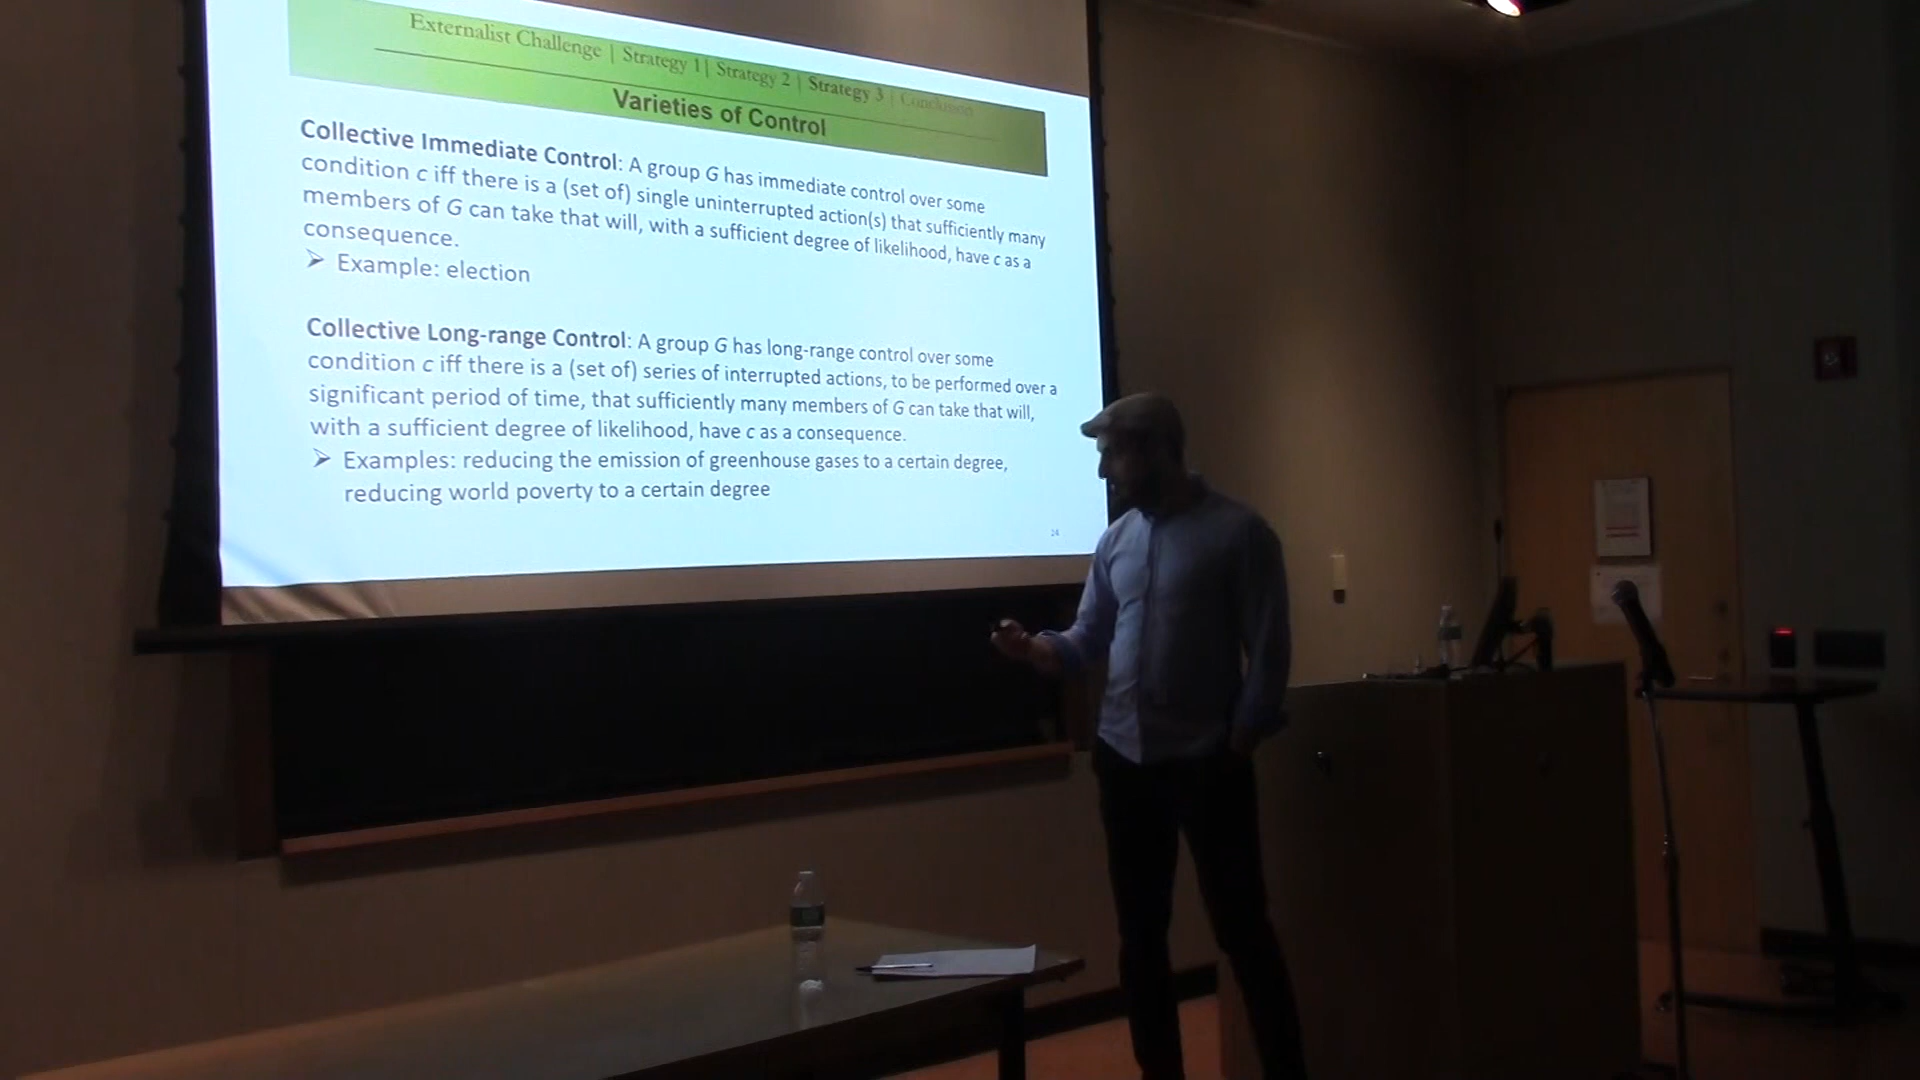 Externalist Challenge | Strategy 1 | Strategy 2 | Strategy 3 | Conclusion
Varieties of Control
Collective Immediate Control: A group G has immediate control over some
condition c iff there is a (set of) single uninterrupted action(s) that sufficiently many
members of G can take that will, with a sufficient degree of likelihood, have c as a
consequence.
➢ Example: election
Collective Long-range Control: A group G has long-range control over some
condition c iff there is a (set of) series of interrupted actions, to be performed over a
significant period of time, that sufficiently many members of G can take that will,
with a sufficient degree of likelihood, have c as a consequence.
➢ Examples: reducing the emission of greenhouse gases to a certain degree,
reducing world poverty to a certain degree